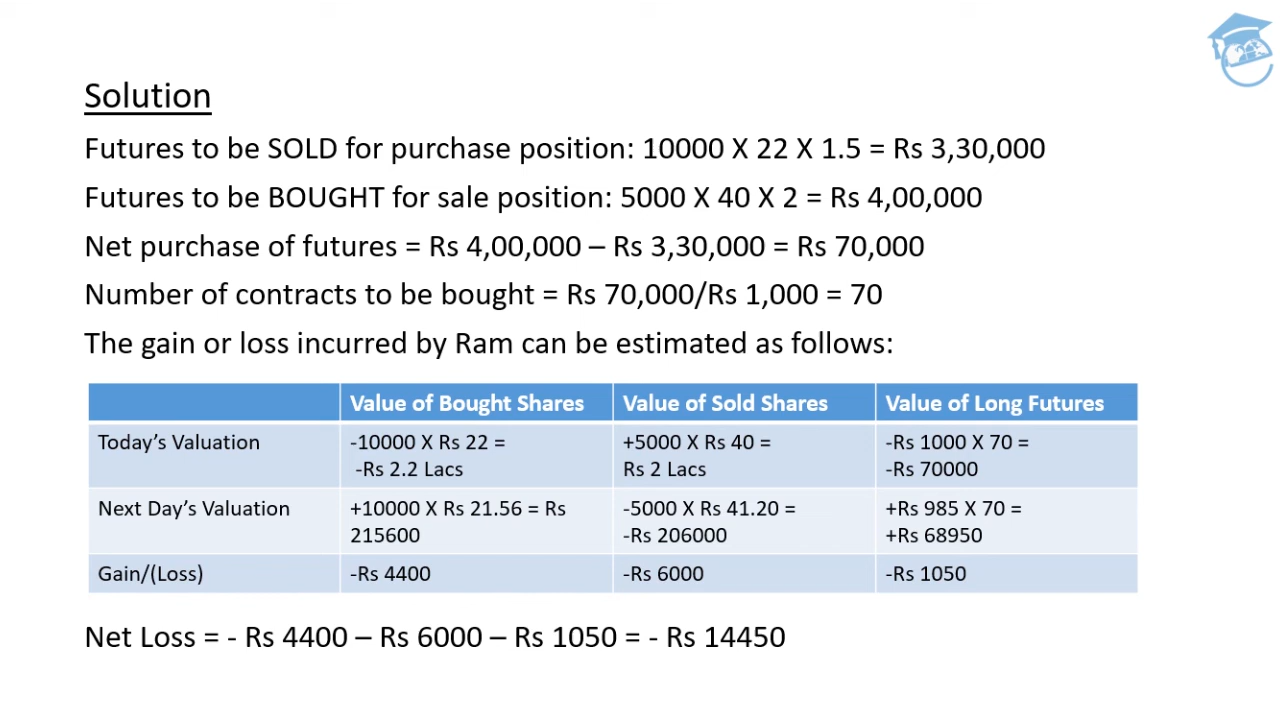 Solution
Futures to be SOLD for purchase position: 10000 X 22 X 1.5 = Rs 3,30,000
Futures to be BOUGHT for sale position: 5000 X 40 X 2 = Rs 4,00,000
Net purchase of futures = Rs 4,00,000 – Rs 3,30,000 = Rs 70,000
Number of contracts to be bought = Rs 70,000/Rs 1,000 = 70
The gain or loss incurred by Ram can be estimated as follows:
Value of Bought Shares Value of Sold Shares Value of Long Futures
Today's Valuation -10000 X Rs 22 = +5000 X Rs 40 = -Rs 1000 X 70 =
-Rs 2.2 Lacs Rs 2 Lacs -Rs 70000
Next Day's Valuation +10000 X Rs 21.56 = Rs -5000 X Rs 41.20 = +Rs 985 X 70 =
215600 -Rs 206000 +Rs 68950
Gain/(Loss) -Rs 4400 -Rs 6000 -Rs 1050
Net Loss = - Rs 4400 – Rs 6000 – Rs 1050 = - Rs 14450